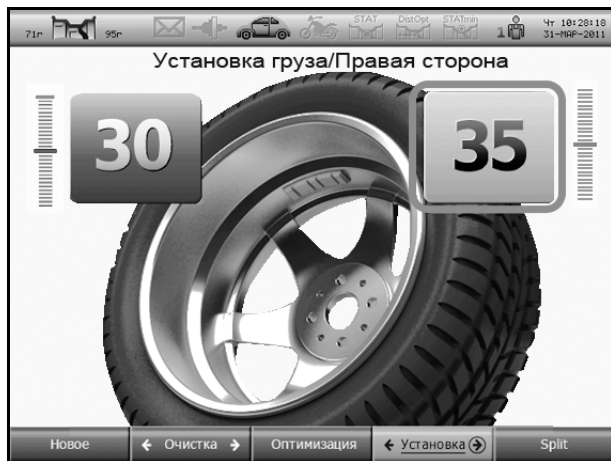 71г 95г STAT DistOpt STATmin 1 Чт 10:28:18
31-МАР-2011
Установка груза/Правая сторона
30 35
Новое Очистка Оптимизация Установка Split